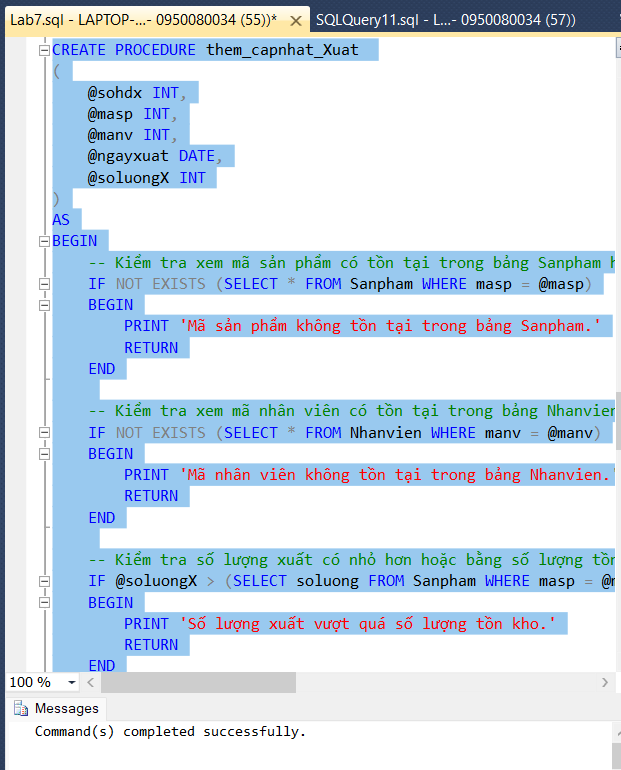 Lab7.sql - LAPTOP-...- 0950080034 (55))* SQLQuery11.sql - L...- 0950080034 (57))
CREATE PROCEDURE them_capnhat_Xuat
(
@sohdx INT,
@masp INT,
@manv INT,
@ngayxuat DATE,
@soluongX INT
)
AS
BEGIN
-- Kiểm tra xem mã sản phẩm có tồn tại trong bảng Sanpham
IF NOT EXISTS (SELECT * FROM Sanpham WHERE masp = @masp)
BEGIN
PRINT 'Mã sản phẩm không tồn tại trong bảng Sanpham.'
RETURN
END
-- Kiểm tra xem mã nhân viên có tồn tại trong bảng Nhanvien
IF NOT EXISTS (SELECT * FROM Nhanvien WHERE manv = @manv)
BEGIN
PRINT 'Mã nhân viên không tồn tại trong bảng Nhanvien.'
RETURN
END
-- Kiểm tra số lượng xuất có nhỏ hơn hoặc bằng số lượng tồn
IF @soluongX > (SELECT soluong FROM Sanpham WHERE masp =
BEGIN
PRINT 'Số lượng xuất vượt quá số lượng tồn kho.'
RETURN
END
100 %
Messages
Command(s) completed successfully.